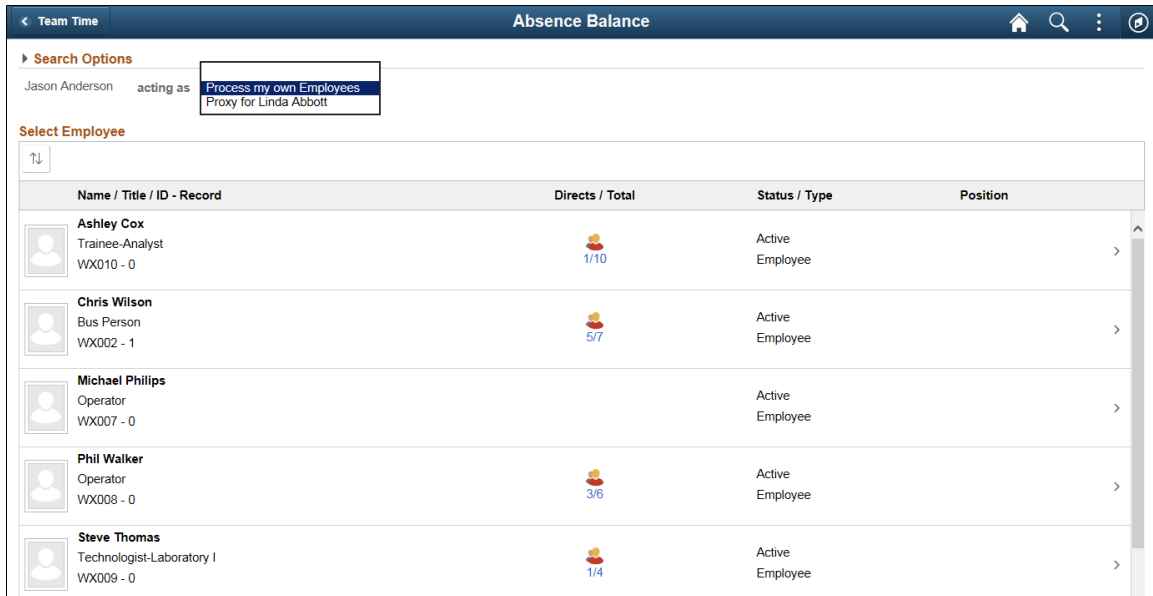 Team Time
Absence Balance
Search Options
Jason Anderson acting as
Process my own Employees
Proxy for Linda Abbott
Select Employee
Name / Title / ID - Record Directs / Total Status / Type Position
Ashley Cox
Trainee-Analyst
WX010 - 0
1/10
Active
Employee
Chris Wilson
Bus Person
WX002 - 1
5/7
Active
Employee
Michael Philips
Operator
WX007 - 0
Active
Employee
Phil Walker
Operator
WX008 - 0
3/6
Active
Employee
Steve Thomas
Technologist-Laboratory I
WX009 - 0
1/4
Active
Employee